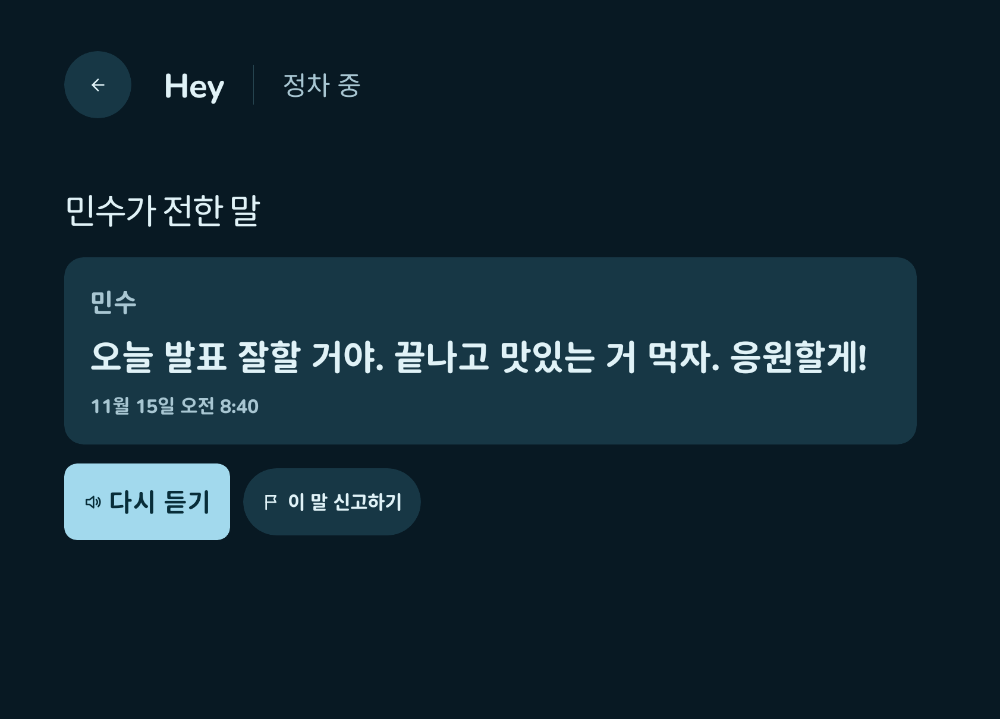 Hey
정차 중
민수가 전한 말
민수
오늘 발표 잘할 거야. 끝나고 맛있는 거 먹자. 응원할게!
11월 15일 오전 8:40
다시 듣기
이 말 신고하기